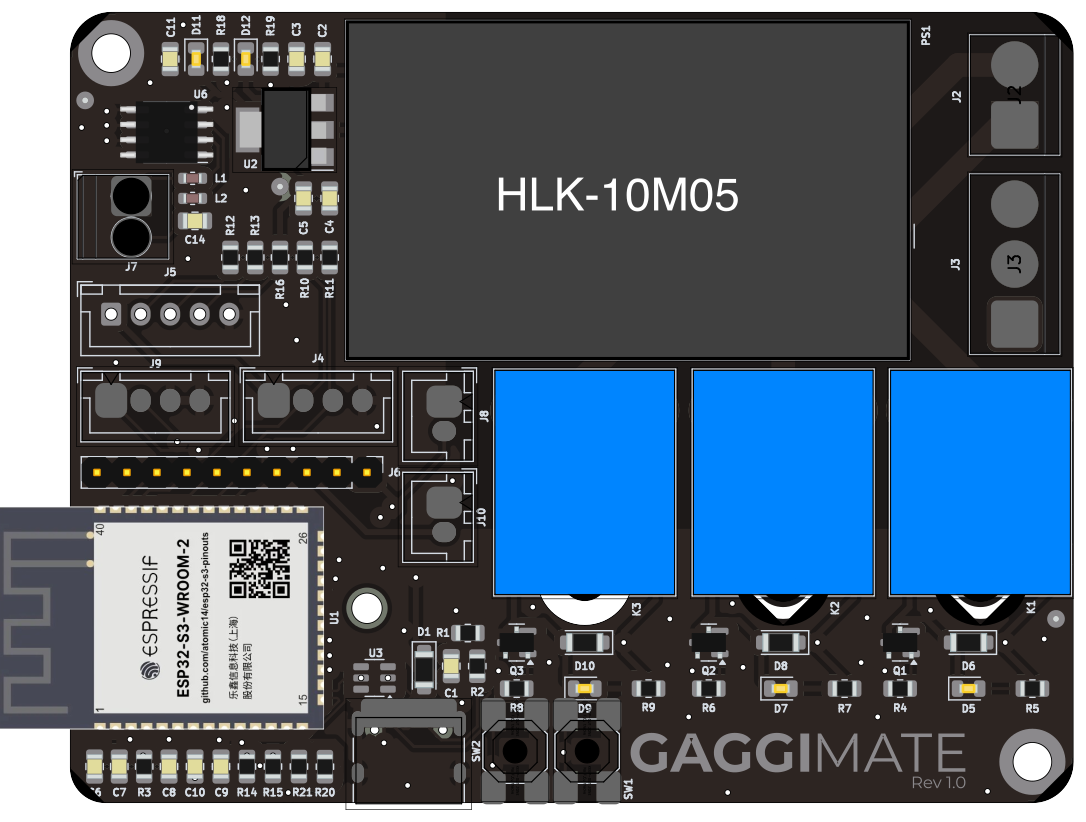 C11 D11 R18 D12 R19 C3 C2
PS1
J2
J2
U6
U2
L1
L2
HLK-10M05
C14
R12 R13 C5 C4
J7
J5
R16 R10 R11
J3
J3
J9
J4
J8
J6
J10
40
26
ESPRESSIF
ESP32-S3-WROOM-2
github.com/atomic14/esp32-s3-pinouts
乐鑫信息科技(上海)
股份有限公司
1
15
U1
K3
K2
K1
D1 R1
U3
C1 R2
Q3 D10
Q2 D8
Q1 D6
R8 D9 R9
R6 D7 R7
R4 D5 R5
SW2
SW1
GAGGIMATE
Rev 1.0
C7 R3 C8 C10 C9 R14 R15 R21 R20